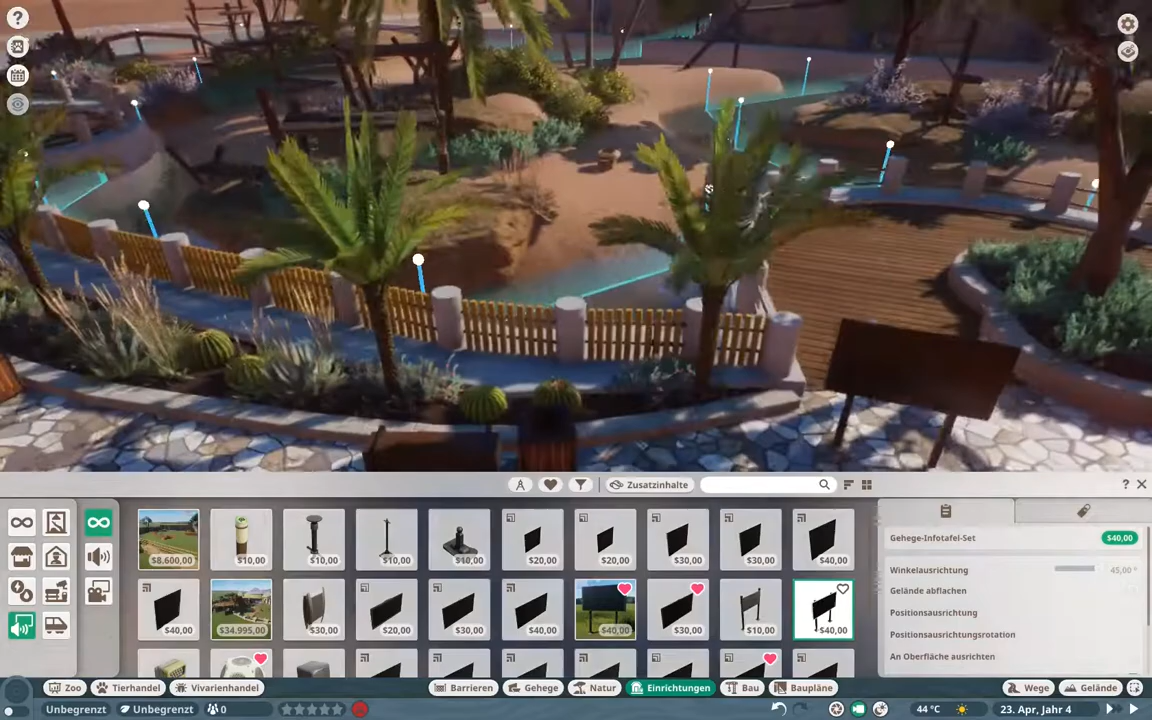 ?
Zusatzinhalte
? ×
$8.600,00 $10,00 $10,00 $10,00 $10,00 $20,00 $20,00 $30,00 $30,00 $40,00
Gehege-Infotafel-Set $40,00
Winkelausrichtung 45,00°
Gelände abflachen
$40,00 $34.995,00 $30,00 $20,00 $30,00 $40,00 $40,00 $30,00 $10,00 $40,00
Positionsausrichtung
Positionsausrichtungsrotation
An Oberfläche ausrichten
Zoo Tierhandel Vivarienhandel Barrieren Gehege Natur Einrichtungen Bau Baupläne Wege Gelände
Unbegrenzt Unbegrenzt 0 44 °C 23. Apr, Jahr 4